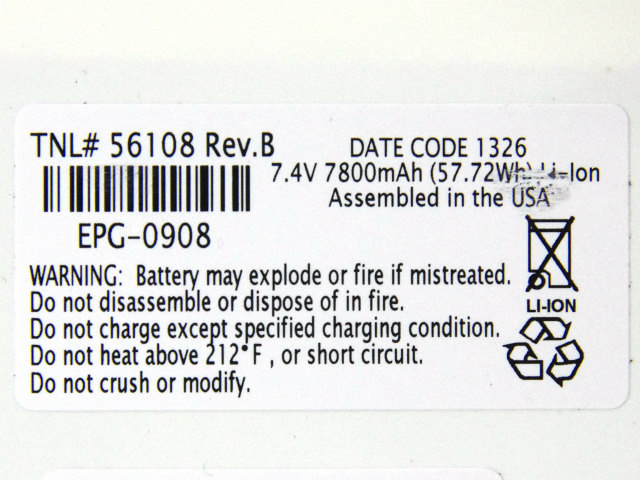 TNL# 56108 Rev.B
DATE CODE 1326
7.4V 7800mAh (57.72Wh) Li-Ion
Assembled in the USA
EPG-0908
WARNING: Battery may explode or fire if mistreated.
Do not disassemble or dispose of in fire.
Do not charge except specified charging condition.
Do not heat above 212°F , or short circuit.
Do not crush or modify.
LI-ION